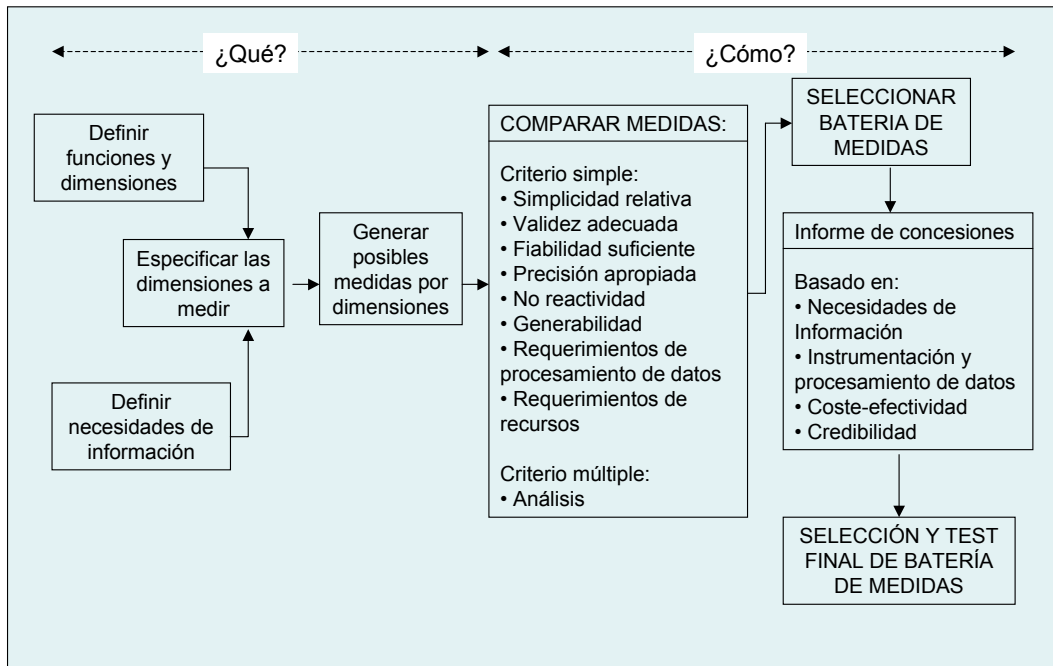 ¿Qué?
¿Cómo?
Definir
funciones y
dimensiones
Especificar las
dimensiones a
medir
Definir
necesidades de
información
Generar
posibles
medidas por
dimensiones
COMPARAR MEDIDAS:
Criterio simple:
• Simplicidad relativa
• Validez adecuada
• Fiabilidad suficiente
• Precisión apropiada
• No reactividad
• Generabilidad
• Requerimientos de
procesamiento de datos
• Requerimientos de
recursos
Criterio múltiple:
• Análisis
SELECCIONAR
BATERIA DE
MEDIDAS
Informe de concesiones
Basado en:
• Necesidades de
Información
• Instrumentación y
procesamiento de datos
• Coste-efectividad
• Credibilidad
SELECCIÓN Y TEST
FINAL DE BATERÍA
DE MEDIDAS